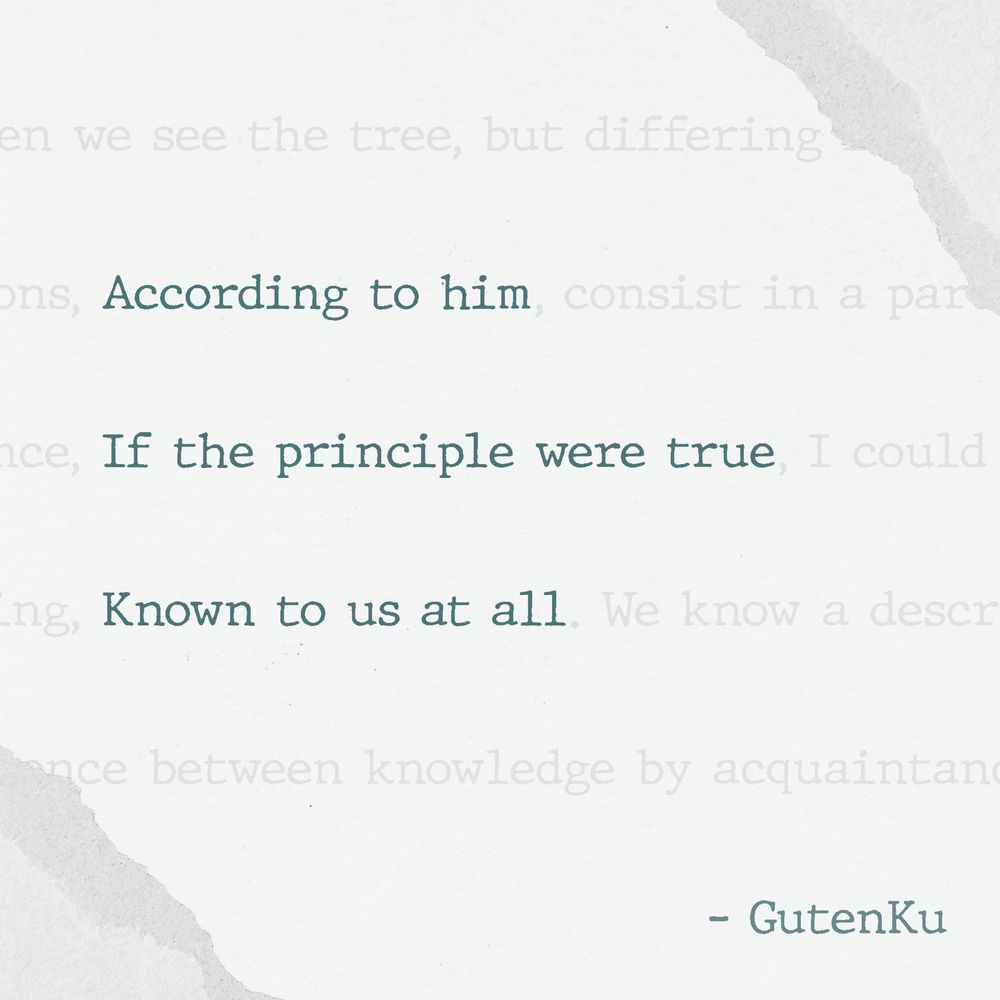 en we see the tree, but differing
ons, According to him, consist in a par
nce, If the principle were true, I could
ing, Known to us at all. We know a descr
ence between knowledge by acquaintanc
- GutenKu